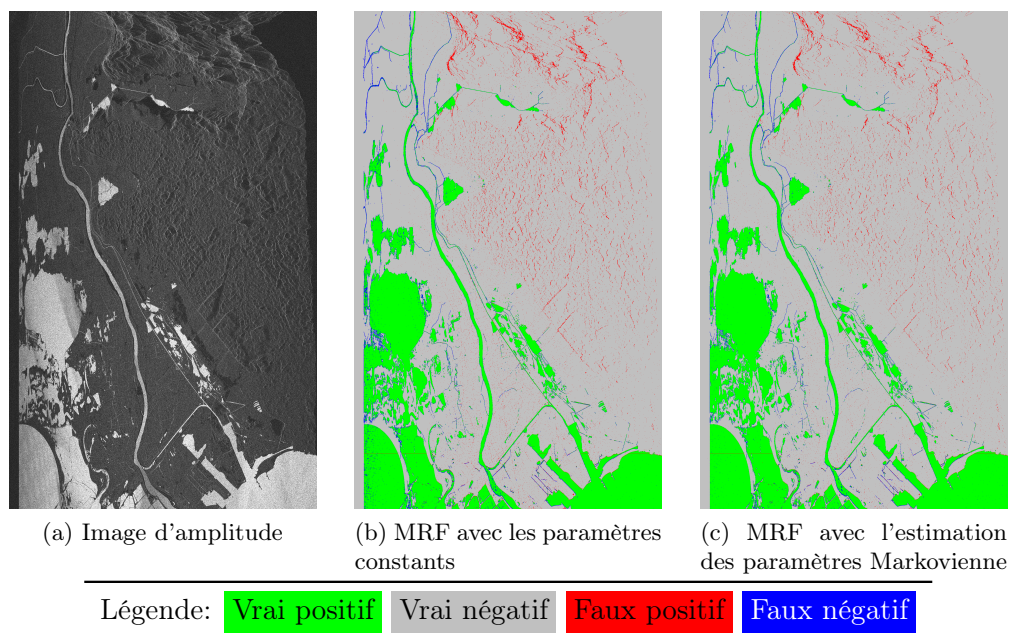 (a) Image d'amplitude
(b) MRF avec les paramètres
constants
(c) MRF avec l'estimation
des paramètres Markovienne
Légende: Vrai positif Vrai négatif Faux positif Faux négatif